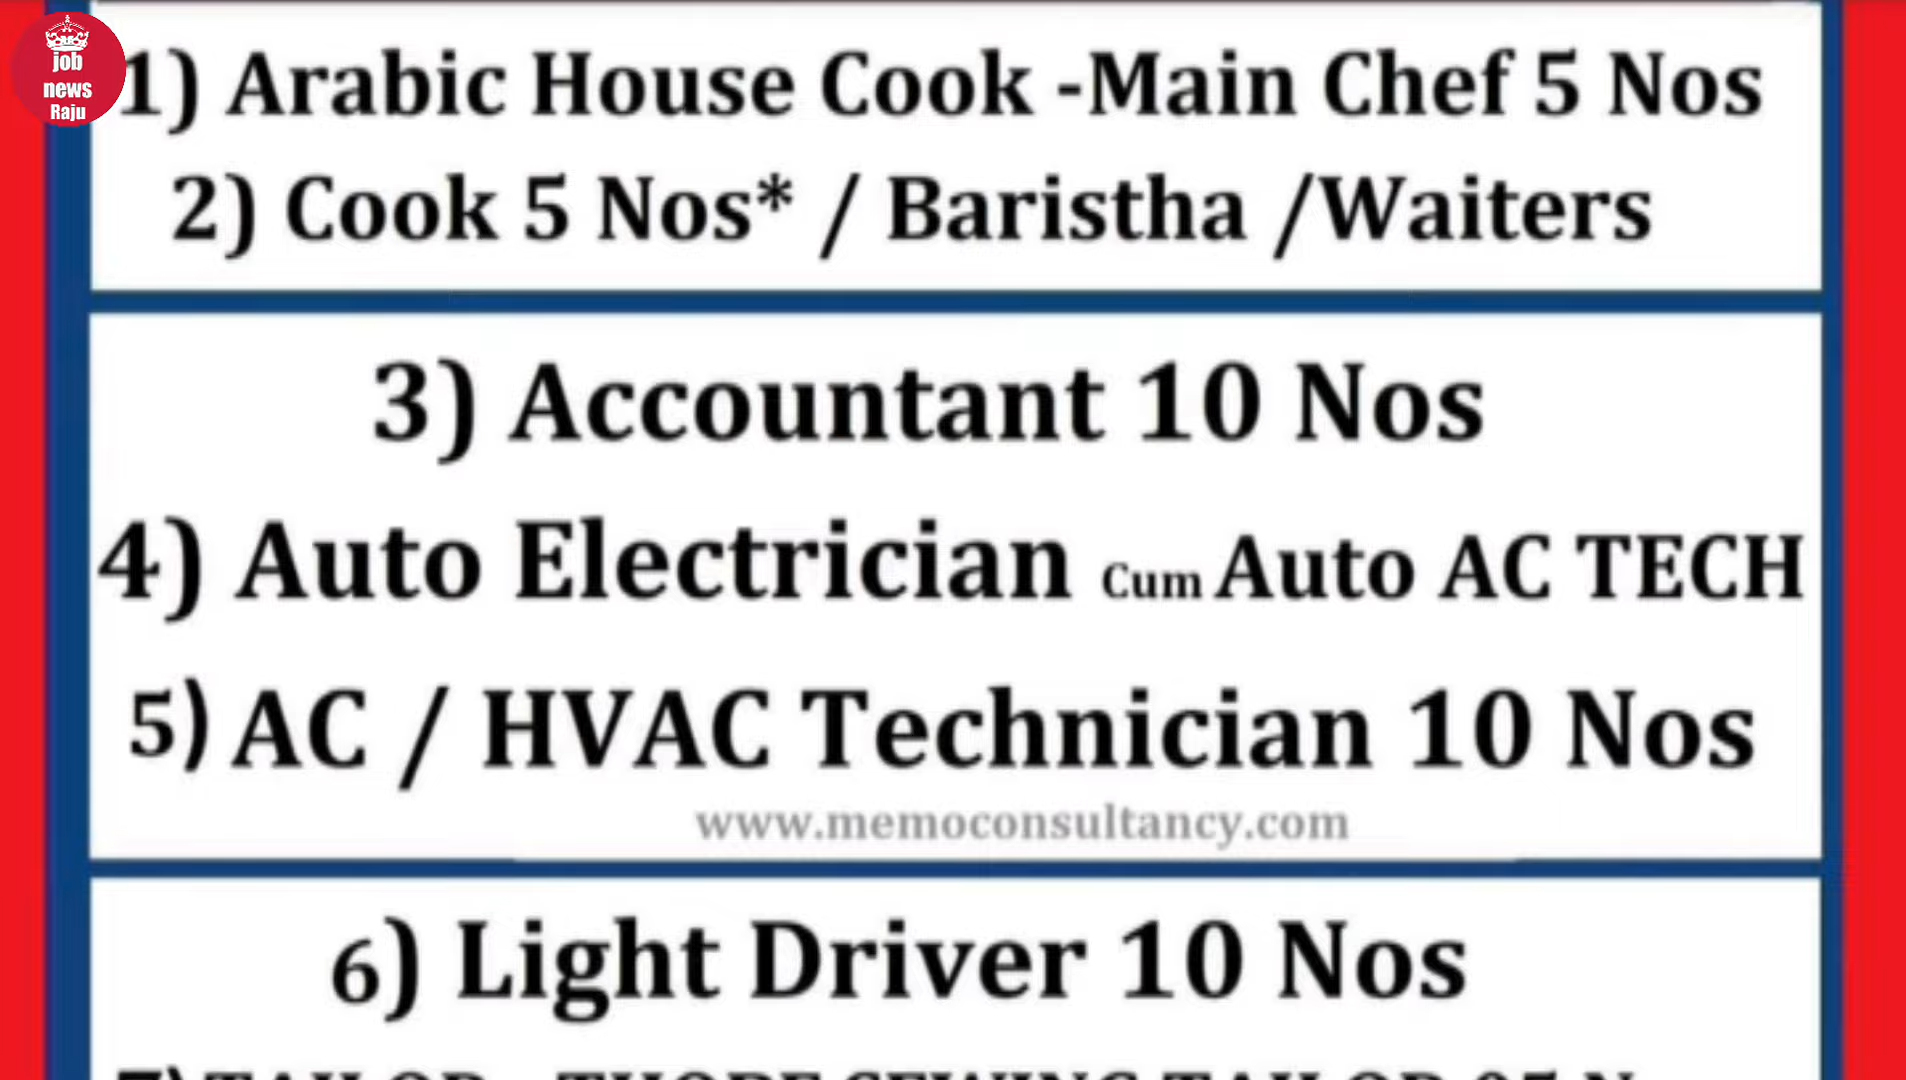 job
news
Raju
1) Arabic House Cook -Main Chef 5 Nos
2) Cook 5 Nos* / Baristha /Waiters
3) Accountant 10 Nos
4) Auto Electrician Cum Auto AC TECH
5) AC / HVAC Technician 10 Nos
www.memoconsultancy.com
6) Light Driver 10 Nos